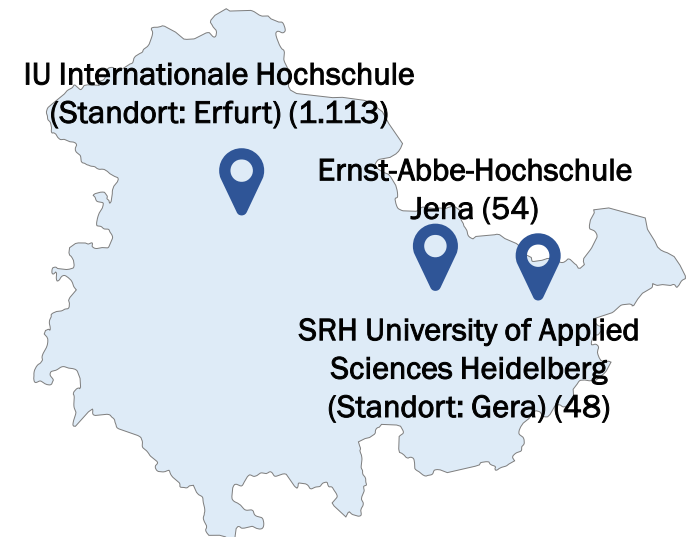 IU Internationale Hochschule
(Standort: Erfurt) (1.113)
Ernst-Abbe-Hochschule
Jena (54)
SRH University of Applied
Sciences Heidelberg
(Standort: Gera) (48)